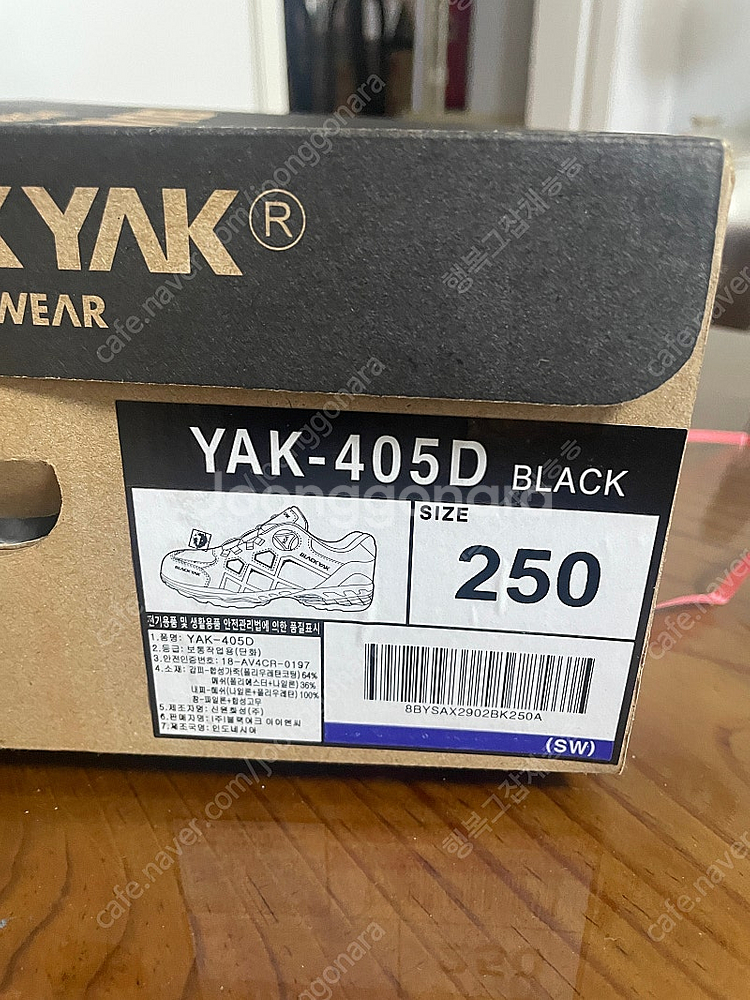 KYAK®
WEAR
YAK-405D BLACK
SIZE
250
BLACKYAK
BLACKYAK
전기용품 및 생활용품 안전관리법에 의한 품질표시
1.품명: YAK-405D
2.등급: 보통작업용(단화)
3.안전인증번호: 18-AV4CR-0197
4.소재: 갑피-합성가죽(폴리우레탄코팅) 64%
메쉬(폴리에스터+나일론) 36%
내피-메쉬(나일론+폴리우레탄) 100%
창-파일론+합성고무
5.제조자명: 신원화성(주)
6.판매자명: (주)블랙야크 아이앤씨
7.제조국명: 인도네시아
8BYSAX2902BK250A
(SW)
Joonggonara
cafe.naver.com/joonggonara
행복그잡채능능